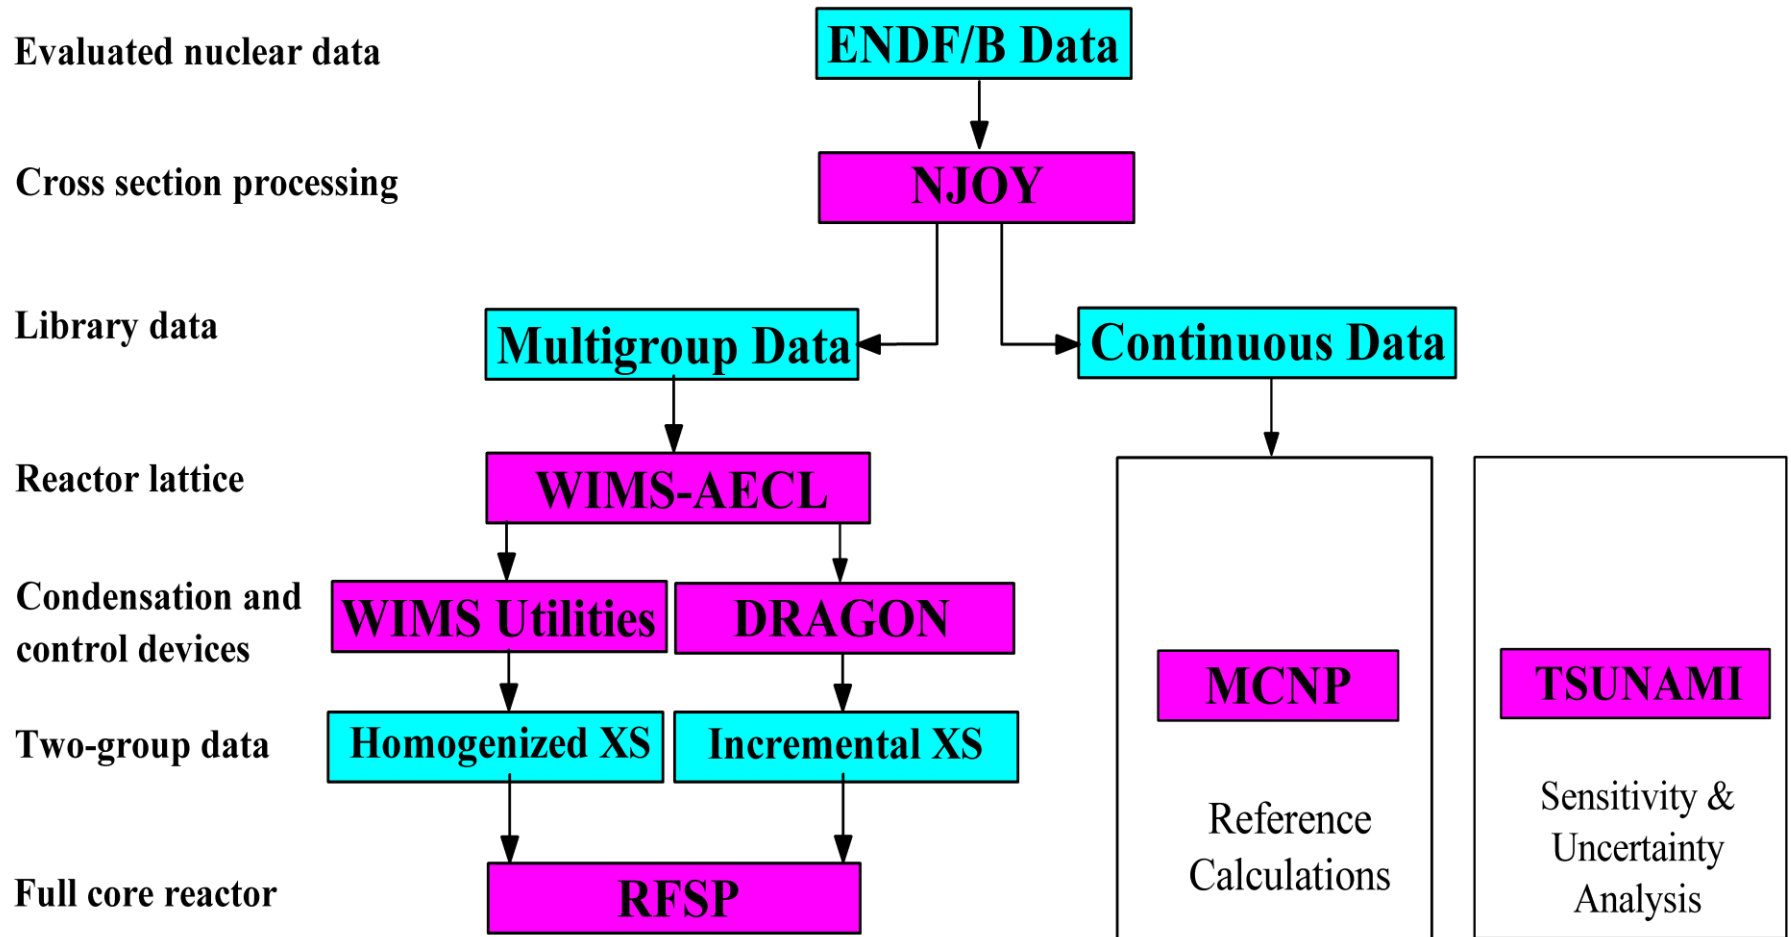 Evaluated nuclear data
ENDF/B Data
Cross section processing
NJOY
Library data
Multigroup Data
Continuous Data
Reactor lattice
WIMS-AECL
Condensation and
control devices
WIMS Utilities
DRAGON
MCNP
TSUNAMI
Two-group data
Homogenized XS
Incremental XS
Reference
Calculations
Sensitivity &
Uncertainty
Analysis
Full core reactor
RFSP